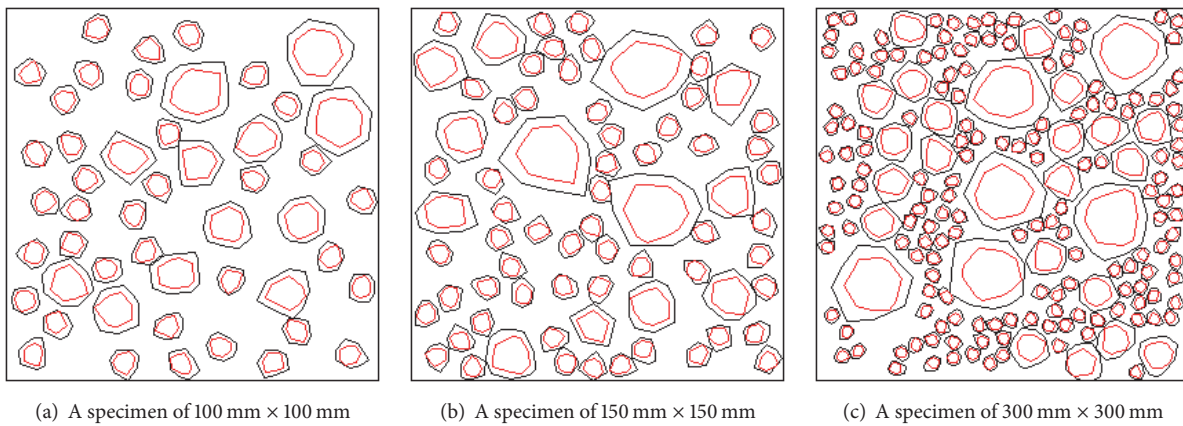 (a) A specimen of 100 mm × 100 mm
(b) A specimen of 150 mm × 150 mm
(c) A specimen of 300 mm × 300 mm